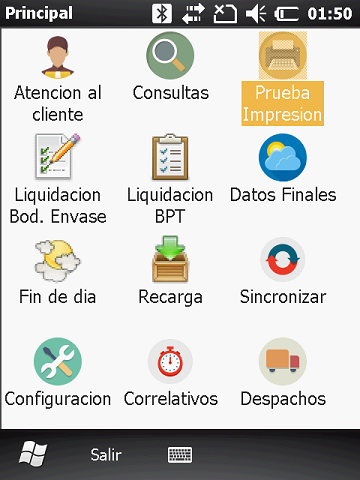 Principal 01:50
Atencion al
cliente
Consultas
Prueba
Impresion
Liquidacion
Bod. Envase
Liquidacion
BPT
Datos Finales
Fin de dia
Recarga
Sincronizar
Configuracion
Correlativos
Despachos
Salir